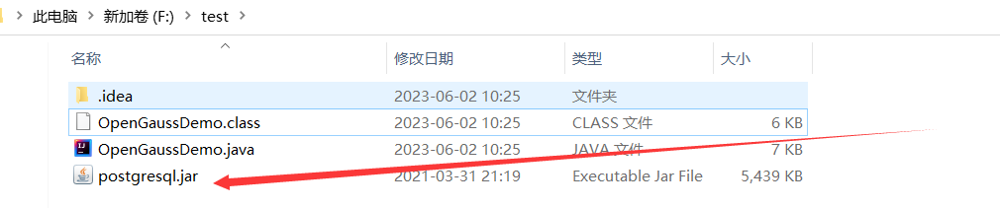 此电脑 > 新加卷 (F:) > test >
名称 修改日期 类型 大小
.idea 2023-06-02 10:25 文件夹
OpenGaussDemo.class 2023-06-02 10:25 CLASS 文件 6 KB
OpenGaussDemo.java 2023-06-02 10:25 JAVA 文件 7 KB
postgresql.jar 2021-03-31 21:19 Executable Jar File 5,439 KB